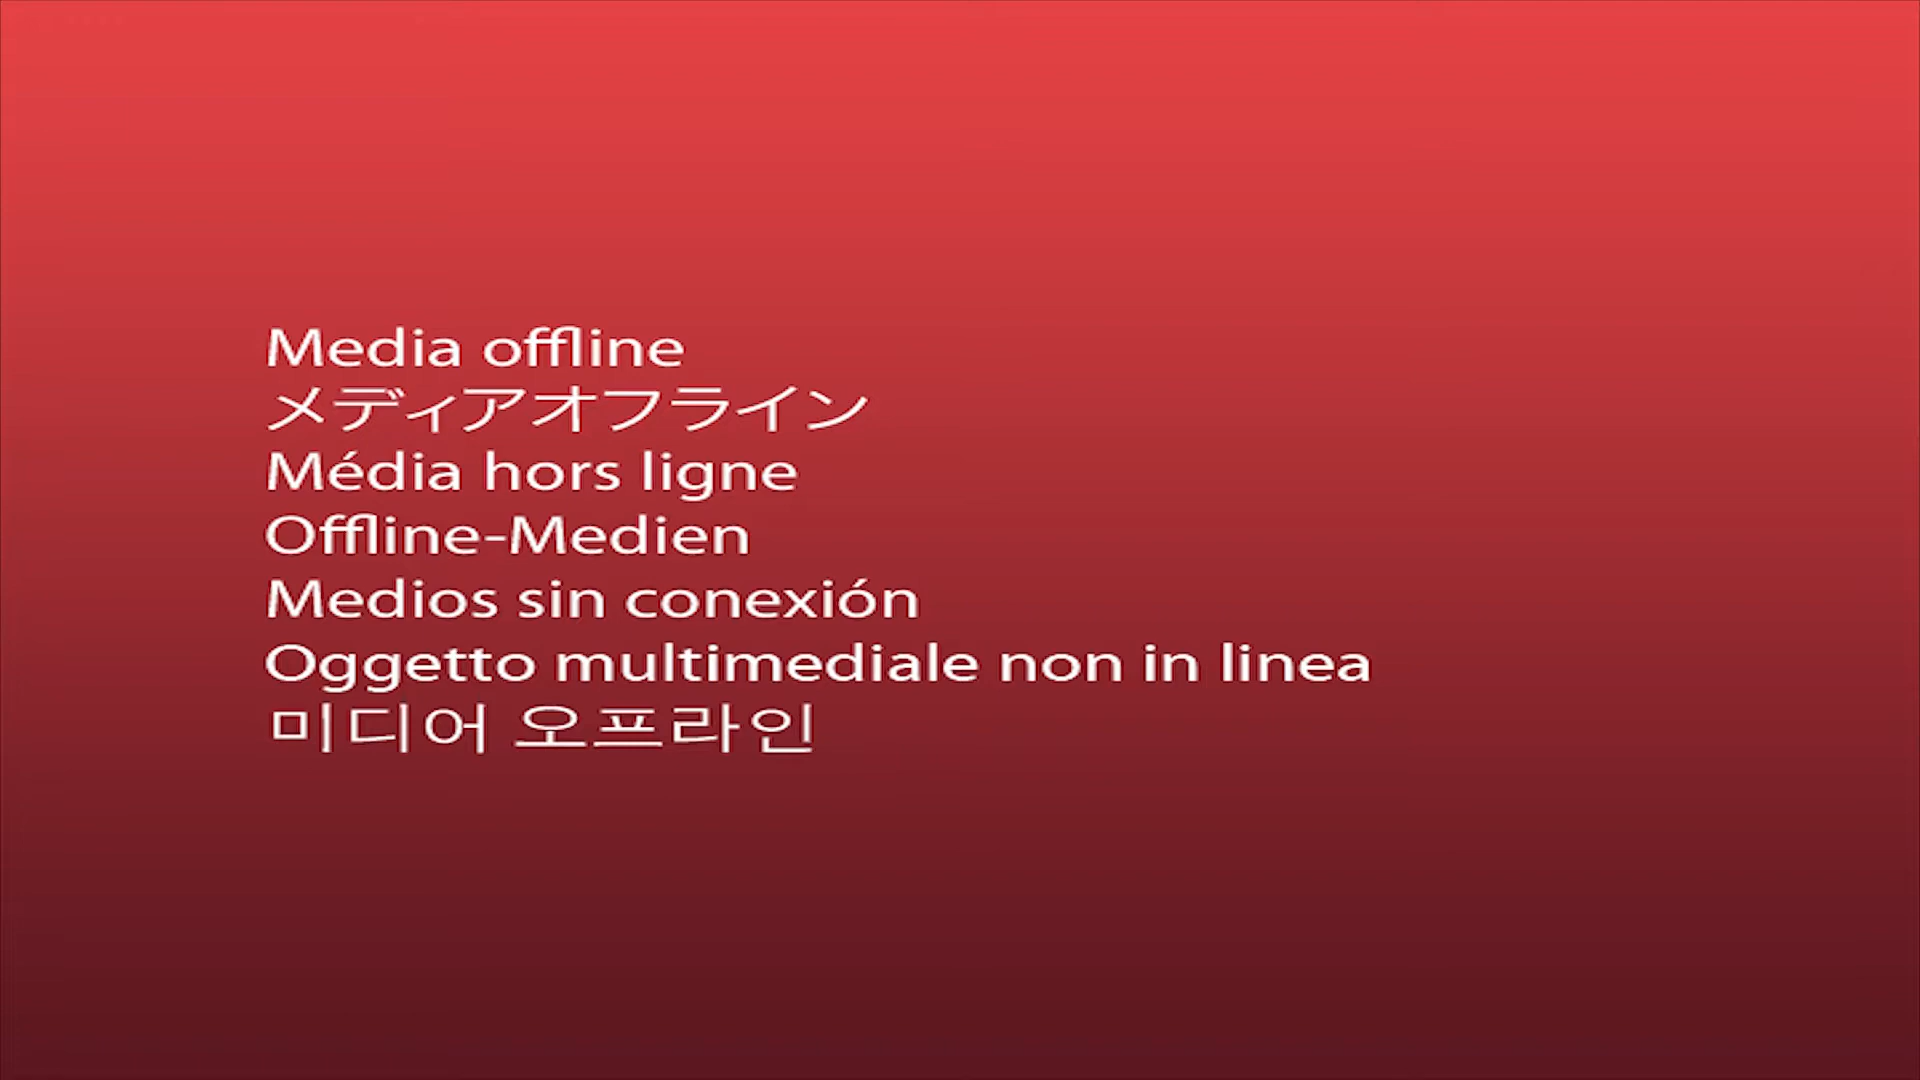 Media offline
メディアオフライン
Média hors ligne
Offline-Medien
Medios sin conexión
Oggetto multimediale non in linea
미디어 오프라인